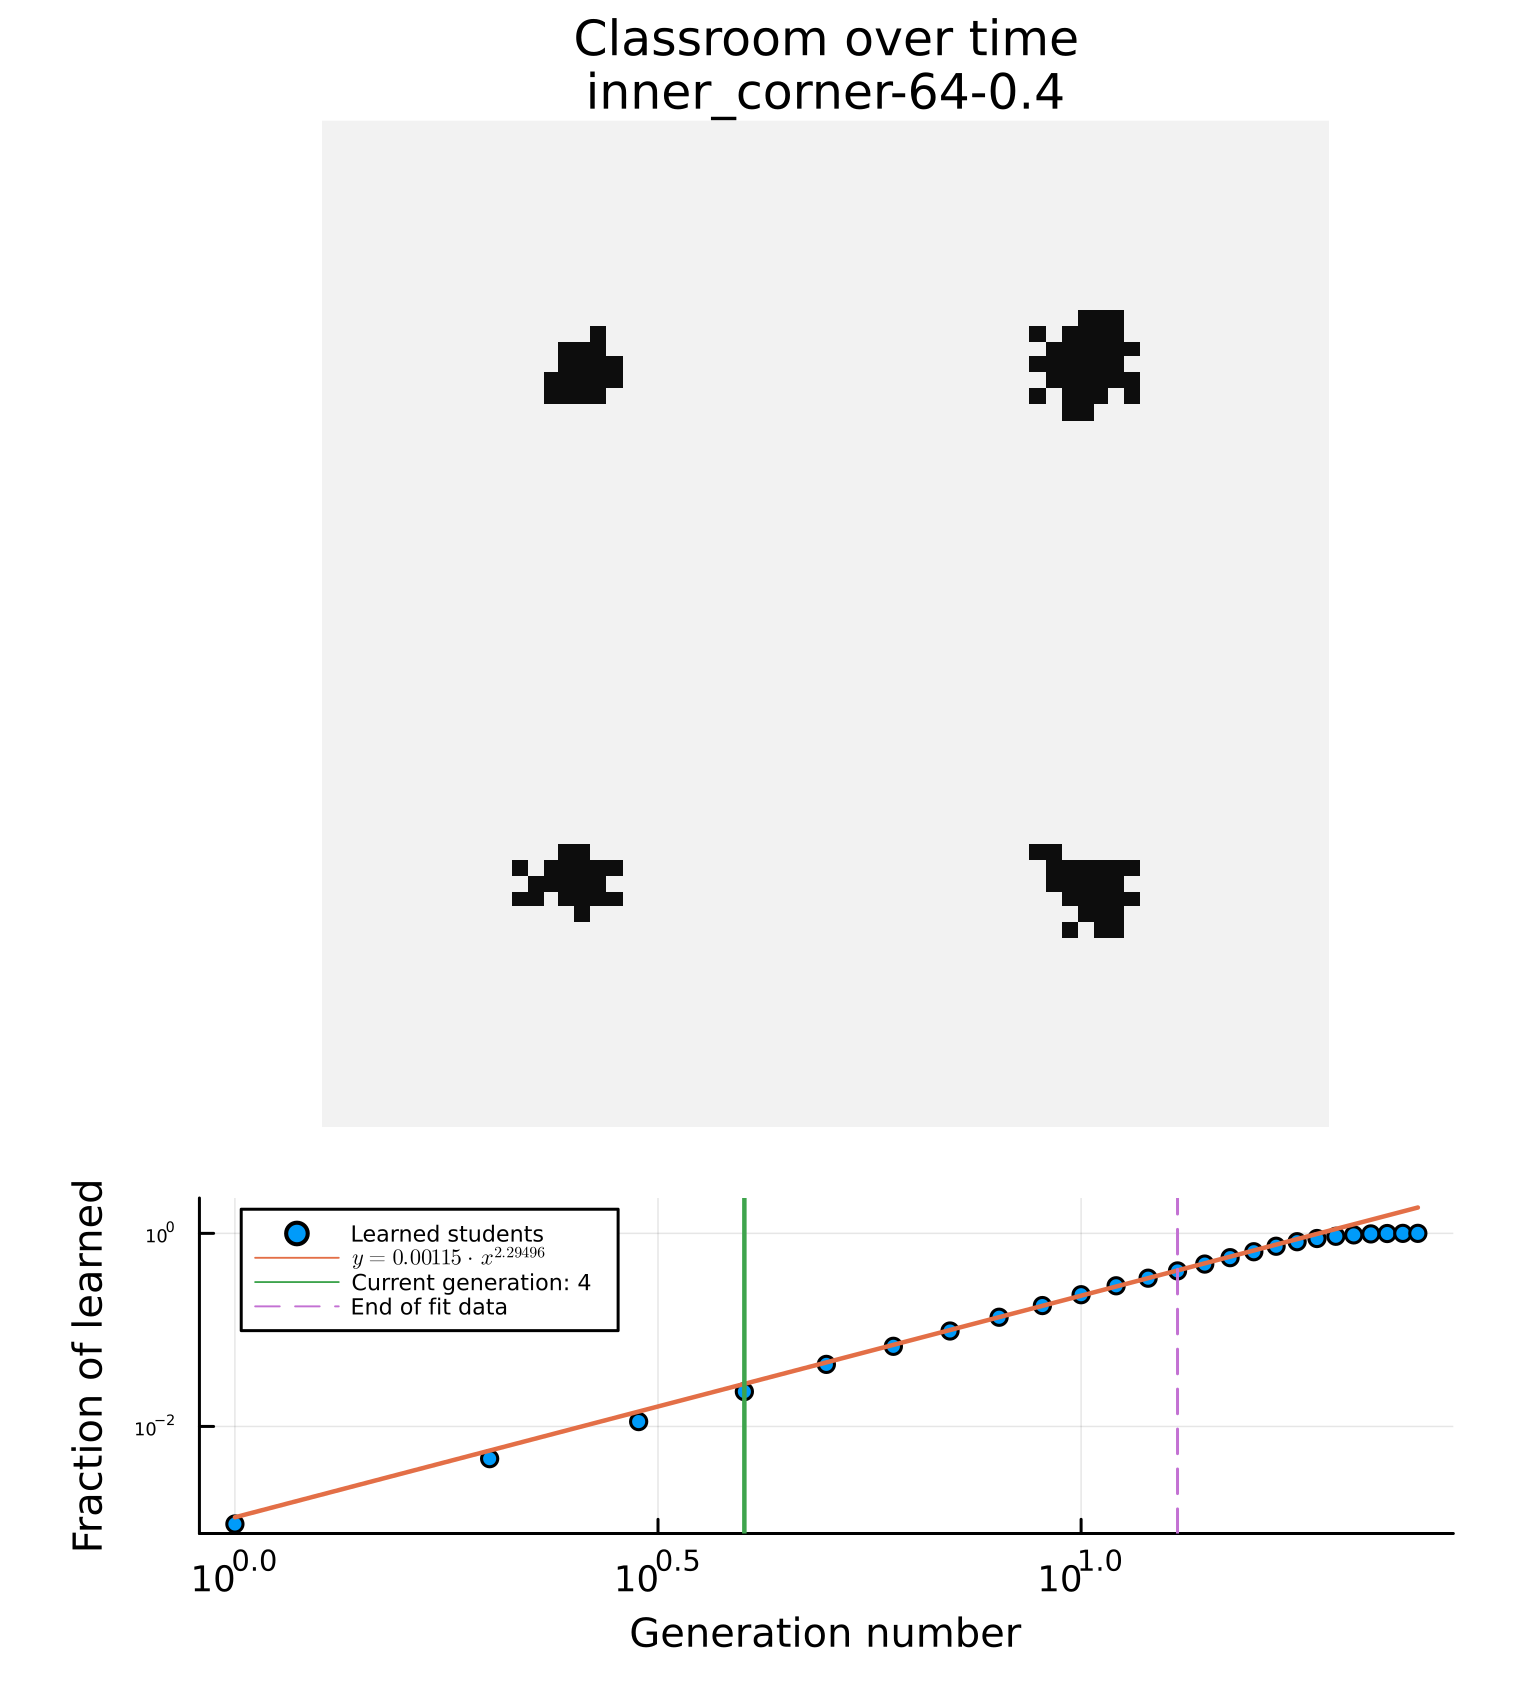 Classroom over time
inner_corner-64-0.4
Fraction of learned
10^0
10^-2
Learned students
y = 0.00115 · x^2.29496
Current generation: 4
End of fit data
10^0.0 10^0.5 10^1.0
Generation number